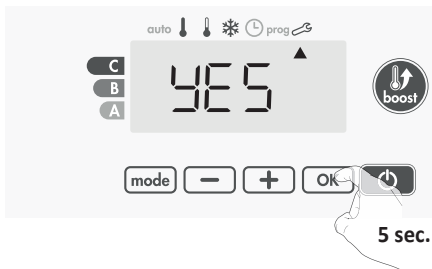 auto prog
C
B
A
YES
boost
mode - + OK
5 sec.